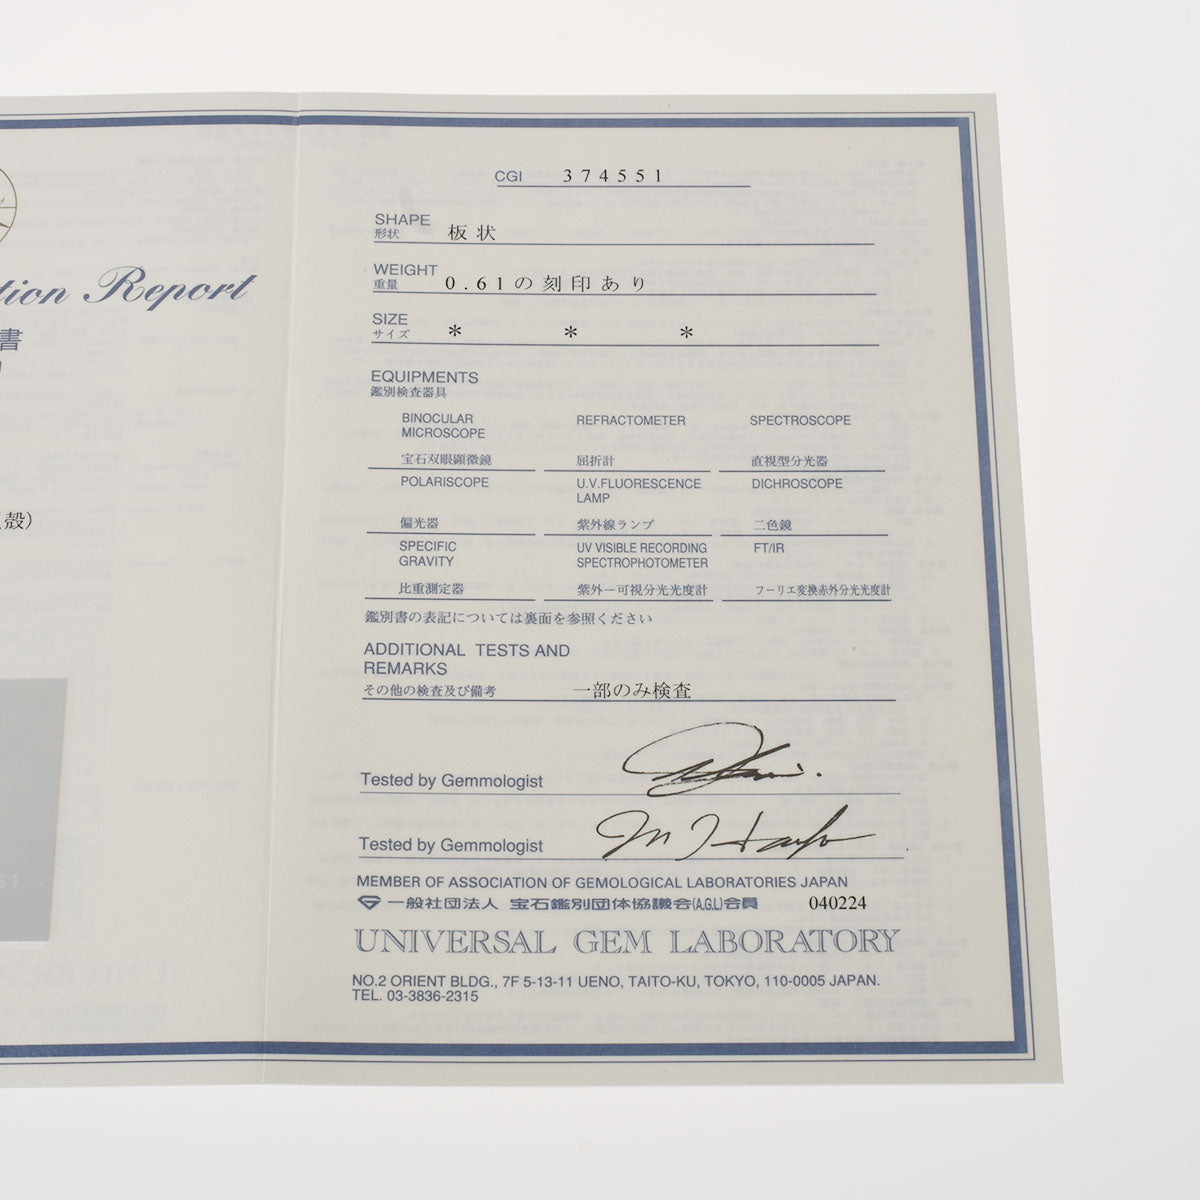 tion Report
書
殻)
51
CGI 374551
SHAPE
形状 板状
WEIGHT
重量 0.61の刻印あり
SIZE
サイズ * * *
EQUIPMENTS
鑑別検査器具
BINOCULAR MICROSCOPE
REFRACTOMETER
SPECTROSCOPE
宝石双眼顕微鏡
屈折計
直視型分光器
POLARISCOPE
U.V.FLUORESCENCE LAMP
DICHROSCOPE
偏光器
紫外線ランプ
二色鏡
SPECIFIC GRAVITY
UV VISIBLE RECORDING SPECTROPHOTOMETER
FT/IR
比重測定器
紫外ー可視分光光度計
フーリエ変換赤外分光光度計
鑑別書の表記については裏面を参照ください
ADDITIONAL TESTS AND
REMARKS
その他の検査及び備考 一部のみ検査
Tested by Gemmologist
Tested by Gemmologist
MEMBER OF ASSOCIATION OF GEMOLOGICAL LABORATORIES JAPAN
一般社団法人 宝石鑑別団体協議会(A.G.L)会員 040224
UNIVERSAL GEM LABORATORY
NO.2 ORIENT BLDG., 7F 5-13-11 UENO, TAITO-KU, TOKYO, 110-0005 JAPAN.
TEL. 03-3836-2315